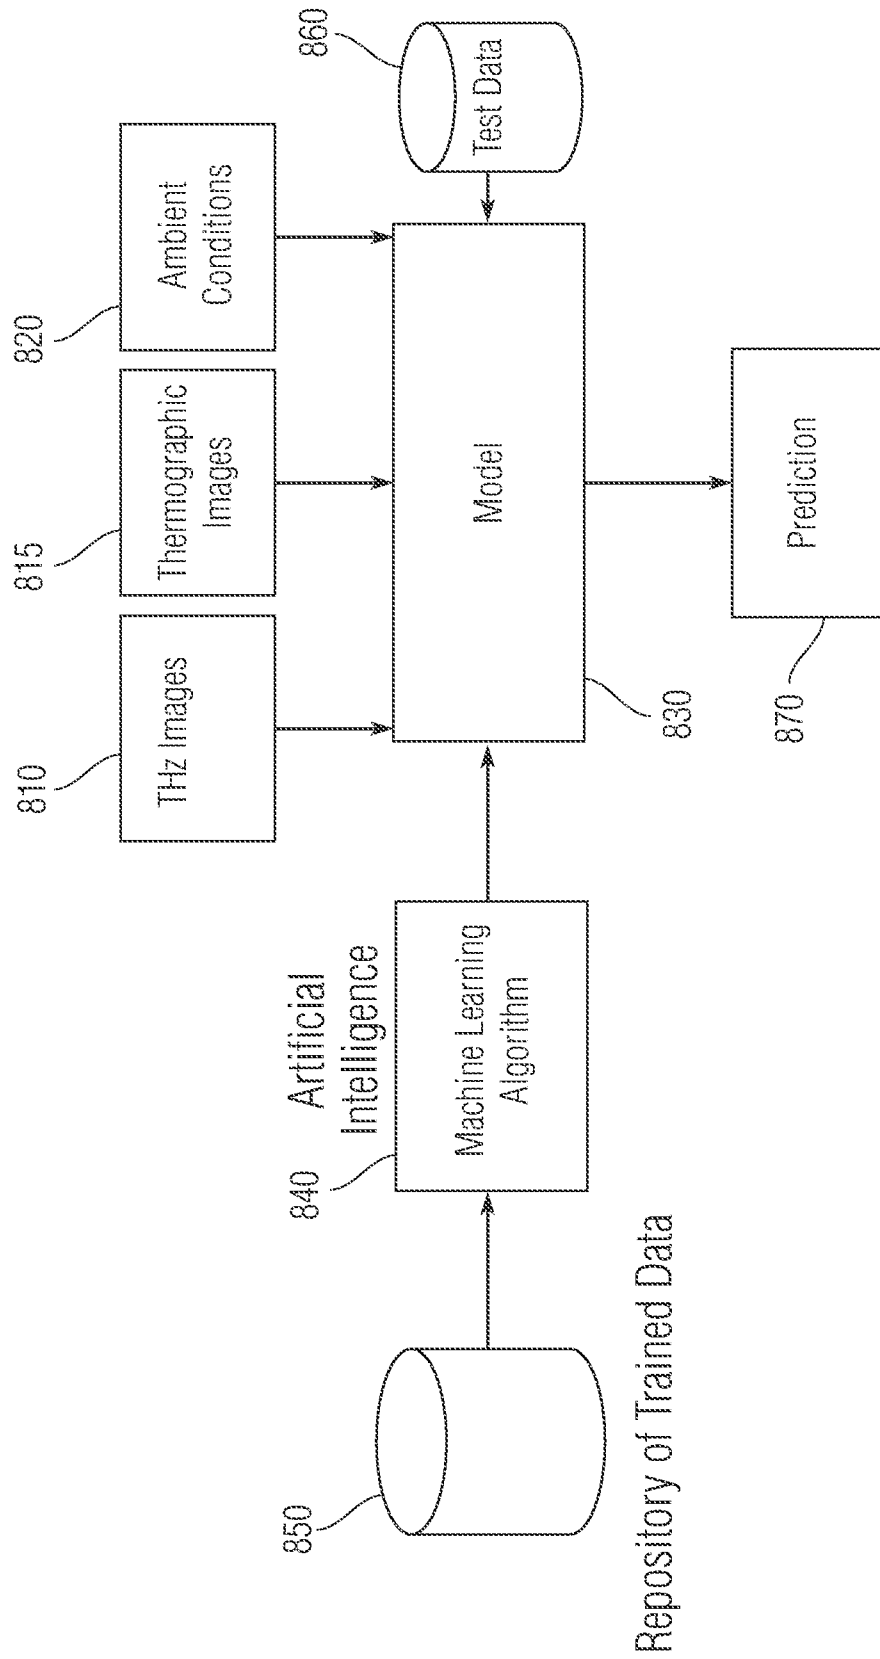 810
THz Images
815
Thermographic
Images
820
Ambient
Conditions
860
Test Data
Artificial
Intelligence
840
Machine Learning
Algorithm
Model
830
850
Repository of Trained Data
870
Prediction